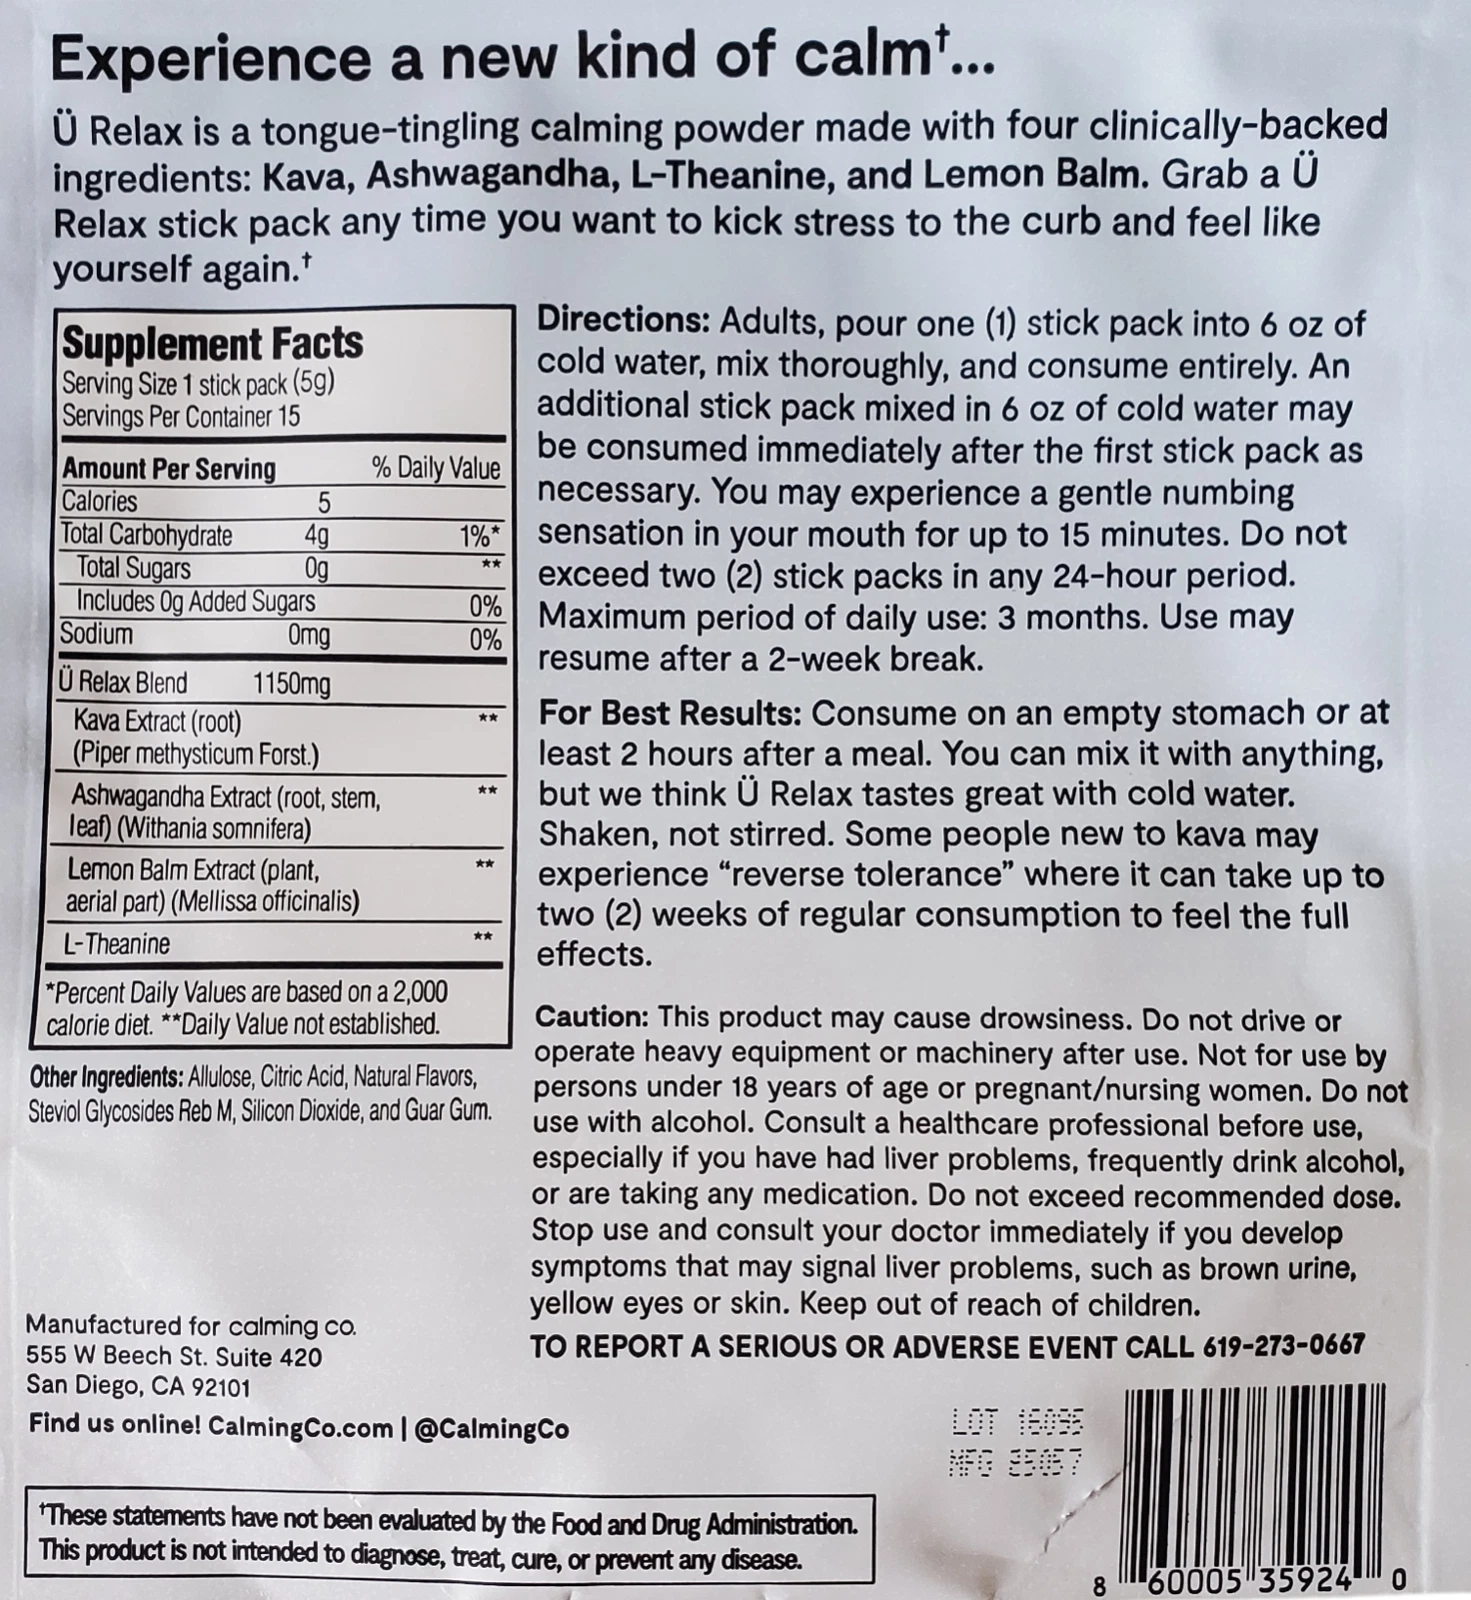 Experience a new kind of calm†...
Ü Relax is a tongue-tingling calming powder made with four clinically-backed
ingredients: Kava, Ashwagandha, L-Theanine, and Lemon Balm. Grab a Ü
Relax stick pack any time you want to kick stress to the curb and feel like
yourself again.†
Supplement Facts
Serving Size 1 stick pack (5g)
Servings Per Container 15
Amount Per Serving % Daily Value
Calories 5
Total Carbohydrate 4g 1%*
Total Sugars 0g **
Includes 0g Added Sugars 0%
Sodium 0mg 0%
Ü Relax Blend 1150mg
Kava Extract (root) **
(Piper methysticum Forst.)
Ashwagandha Extract (root, stem, **
leaf) (Withania somnifera)
Lemon Balm Extract (plant, **
aerial part) (Mellissa officinalis)
L-Theanine **
*Percent Daily Values are based on a 2,000
calorie diet. **Daily Value not established.
Other Ingredients: Allulose, Citric Acid, Natural Flavors,
Steviol Glycosides Reb M, Silicon Dioxide, and Guar Gum.
Directions: Adults, pour one (1) stick pack into 6 oz of
cold water, mix thoroughly, and consume entirely. An
additional stick pack mixed in 6 oz of cold water may
be consumed immediately after the first stick pack as
necessary. You may experience a gentle numbing
sensation in your mouth for up to 15 minutes. Do not
exceed two (2) stick packs in any 24-hour period.
Maximum period of daily use: 3 months. Use may
resume after a 2-week break.
For Best Results: Consume on an empty stomach or at
least 2 hours after a meal. You can mix it with anything,
but we think Ü Relax tastes great with cold water.
Shaken, not stirred. Some people new to kava may
experience “reverse tolerance” where it can take up to
two (2) weeks of regular consumption to feel the full
effects.
Caution: This product may cause drowsiness. Do not drive or
operate heavy equipment or machinery after use. Not for use by
persons under 18 years of age or pregnant/nursing women. Do not
use with alcohol. Consult a healthcare professional before use,
especially if you have had liver problems, frequently drink alcohol,
or are taking any medication. Do not exceed recommended dose.
Stop use and consult your doctor immediately if you develop
symptoms that may signal liver problems, such as brown urine,
yellow eyes or skin. Keep out of reach of children.
TO REPORT A SERIOUS OR ADVERSE EVENT CALL 619-273-0667
Manufactured for calming co.
555 W Beech St. Suite 420
San Diego, CA 92101
Find us online! CalmingCo.com | @CalmingCo
LOT
MFG
†These statements have not been evaluated by the Food and Drug Administration.
This product is not intended to diagnose, treat, cure, or prevent any disease.
8 60005 35924 0